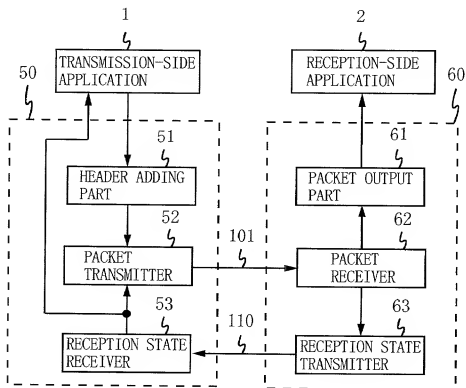 1
2
TRANSMISSION-SIDE
APPLICATION
RECEPTION-SIDE
APPLICATION
50
60
51
61
HEADER ADDING
PART
PACKET OUTPUT
PART
52
62
101
PACKET
TRANSMITTER
PACKET
RECEIVER
53
63
110
RECEPTION STATE
RECEIVER
RECEPTION STATE
TRANSMITTER